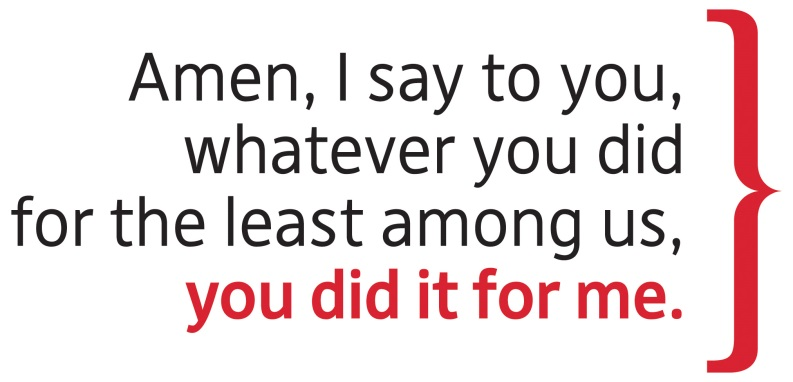 Amen, I say to you,
whatever you did
for the least among us,
you did it for me.